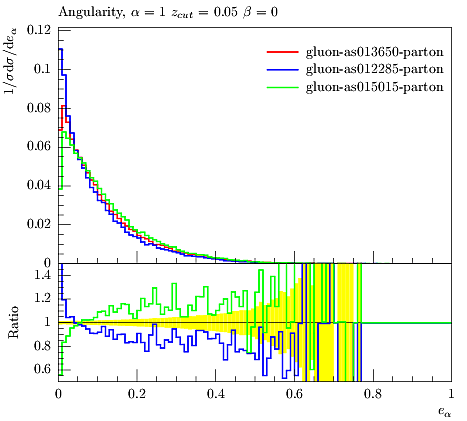 Angularity, α = 1 z_cut = 0.05 β = 0
1/σ dσ/de_α
0.12
0.1
0.08
0.06
0.04
0.02
0
gluon-as013650-parton
gluon-as012285-parton
gluon-as015015-parton
Ratio
1.4
1.2
1
0.8
0.6
0 0.2 0.4 0.6 0.8 1
e_α